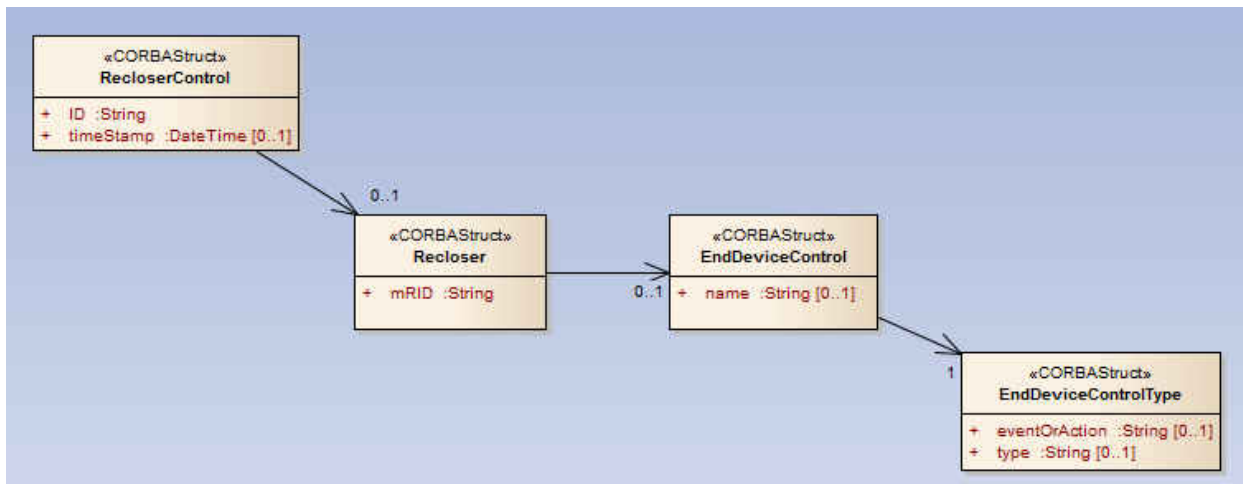 «CORBAStruct»
RecloserControl
+ ID :String
+ timeStamp :DateTime [0..1]
0..1
«CORBAStruct»
Recloser
+ mRID :String
0..1
«CORBAStruct»
EndDeviceControl
+ name :String [0..1]
1
«CORBAStruct»
EndDeviceControlType
+ eventOrAction :String [0..1]
+ type :String [0..1]